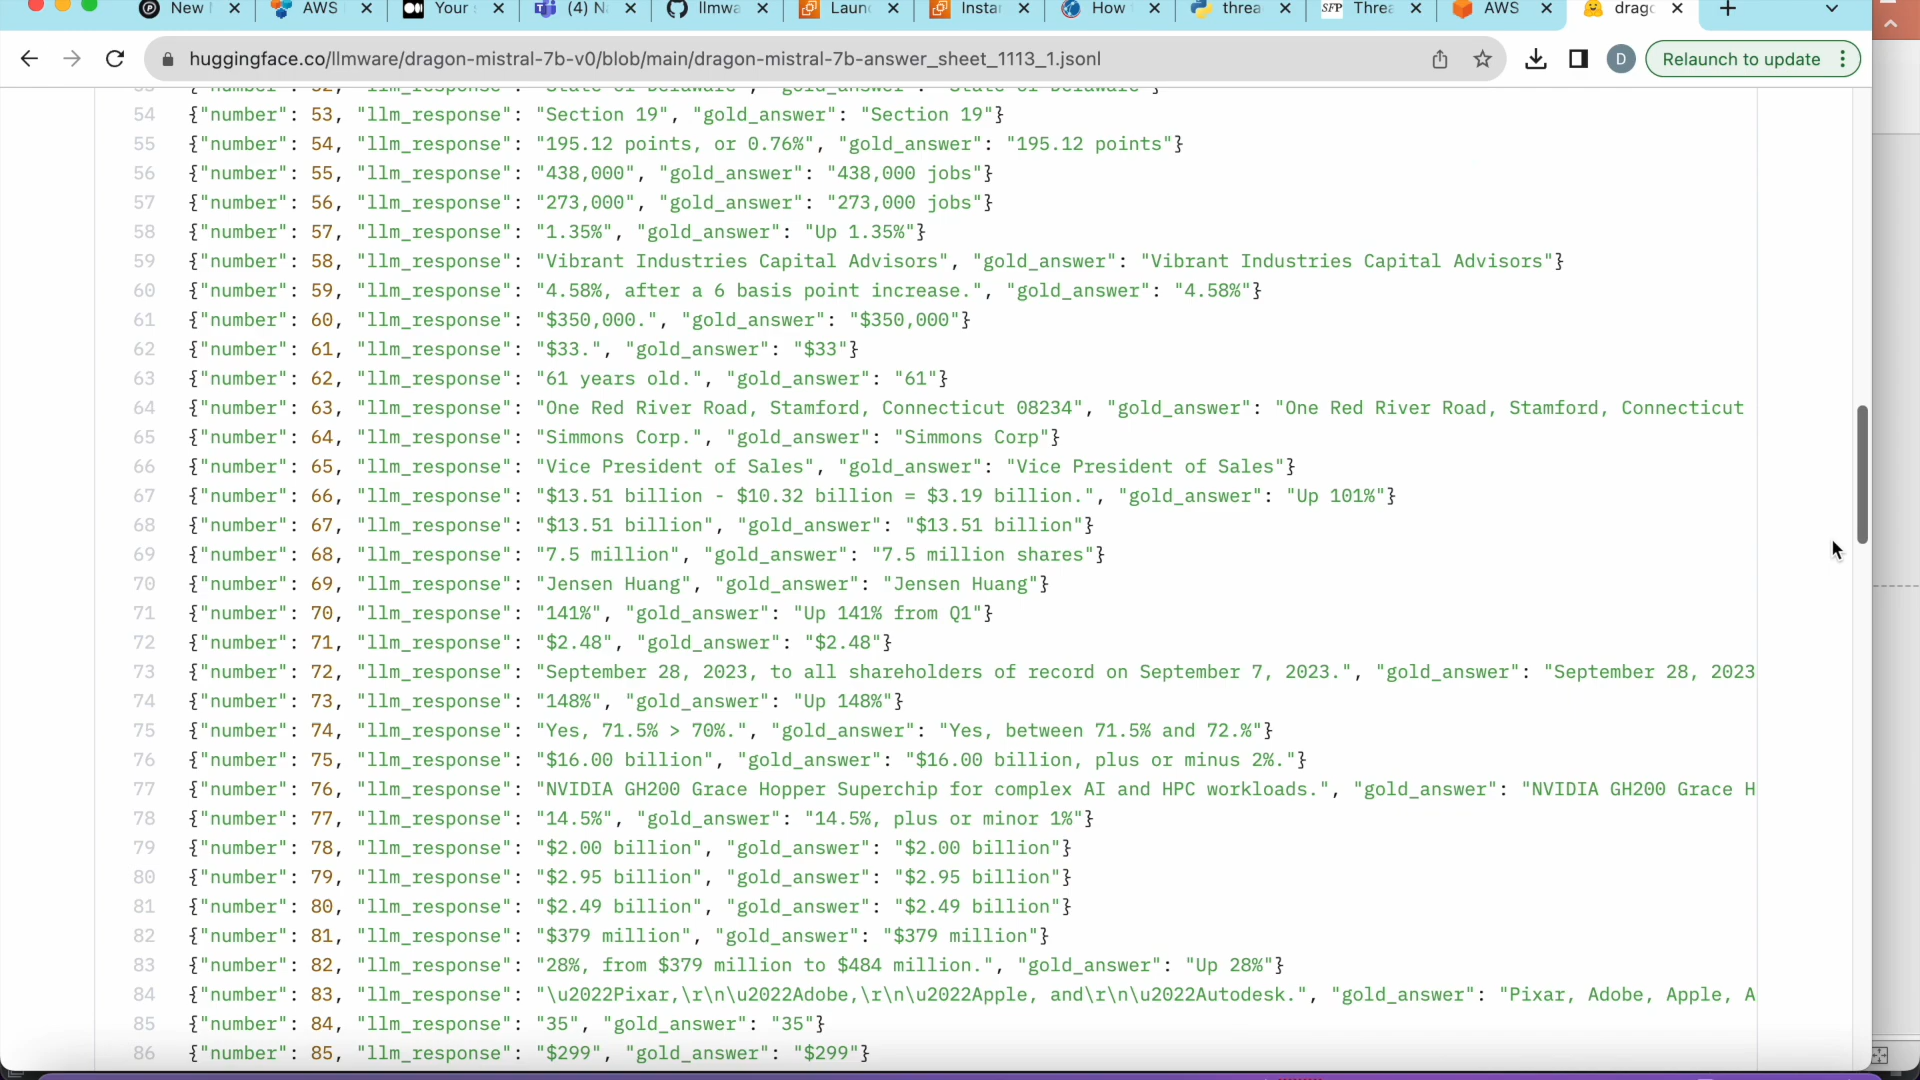 New
AWS
Your
(4) N
llmwa
Laun
Instar
How
threa
SFP Threa
AWS
drago
huggingface.co/llmware/dragon-mistral-7b-v0/blob/main/dragon-mistral-7b-answer_sheet_1113_1.jsonl
D
Relaunch to update
53 {"number": 52, "llm_response": "State of Delaware", "gold_answer": "State of Delaware"}
54 {"number": 53, "llm_response": "Section 19", "gold_answer": "Section 19"}
55 {"number": 54, "llm_response": "195.12 points, or 0.76%", "gold_answer": "195.12 points"}
56 {"number": 55, "llm_response": "438,000", "gold_answer": "438,000 jobs"}
57 {"number": 56, "llm_response": "273,000", "gold_answer": "273,000 jobs"}
58 {"number": 57, "llm_response": "1.35%", "gold_answer": "Up 1.35%"}
59 {"number": 58, "llm_response": "Vibrant Industries Capital Advisors", "gold_answer": "Vibrant Industries Capital Advisors"}
60 {"number": 59, "llm_response": "4.58%, after a 6 basis point increase.", "gold_answer": "4.58%"}
61 {"number": 60, "llm_response": "$350,000.", "gold_answer": "$350,000"}
62 {"number": 61, "llm_response": "$33.", "gold_answer": "$33"}
63 {"number": 62, "llm_response": "61 years old.", "gold_answer": "61"}
64 {"number": 63, "llm_response": "One Red River Road, Stamford, Connecticut 08234", "gold_answer": "One Red River Road, Stamford, Connecticut
65 {"number": 64, "llm_response": "Simmons Corp.", "gold_answer": "Simmons Corp"}
66 {"number": 65, "llm_response": "Vice President of Sales", "gold_answer": "Vice President of Sales"}
67 {"number": 66, "llm_response": "$13.51 billion - $10.32 billion = $3.19 billion.", "gold_answer": "Up 101%"}
68 {"number": 67, "llm_response": "$13.51 billion", "gold_answer": "$13.51 billion"}
69 {"number": 68, "llm_response": "7.5 million", "gold_answer": "7.5 million shares"}
70 {"number": 69, "llm_response": "Jensen Huang", "gold_answer": "Jensen Huang"}
71 {"number": 70, "llm_response": "141%", "gold_answer": "Up 141% from Q1"}
72 {"number": 71, "llm_response": "$2.48", "gold_answer": "$2.48"}
73 {"number": 72, "llm_response": "September 28, 2023, to all shareholders of record on September 7, 2023.", "gold_answer": "September 28, 2023
74 {"number": 73, "llm_response": "148%", "gold_answer": "Up 148%"}
75 {"number": 74, "llm_response": "Yes, 71.5% > 70%.", "gold_answer": "Yes, between 71.5% and 72.%"}
76 {"number": 75, "llm_response": "$16.00 billion", "gold_answer": "$16.00 billion, plus or minus 2%."}
77 {"number": 76, "llm_response": "NVIDIA GH200 Grace Hopper Superchip for complex AI and HPC workloads.", "gold_answer": "NVIDIA GH200 Grace H
78 {"number": 77, "llm_response": "14.5%", "gold_answer": "14.5%, plus or minor 1%"}
79 {"number": 78, "llm_response": "$2.00 billion", "gold_answer": "$2.00 billion"}
80 {"number": 79, "llm_response": "$2.95 billion", "gold_answer": "$2.95 billion"}
81 {"number": 80, "llm_response": "$2.49 billion", "gold_answer": "$2.49 billion"}
82 {"number": 81, "llm_response": "$379 million", "gold_answer": "$379 million"}
83 {"number": 82, "llm_response": "28%, from $379 million to $484 million.", "gold_answer": "Up 28%"}
84 {"number": 83, "llm_response": "\u2022Pixar,\r\n\u2022Adobe,\r\n\u2022Apple, and\r\n\u2022Autodesk.", "gold_answer": "Pixar, Adobe, Apple, A
85 {"number": 84, "llm_response": "35", "gold_answer": "35"}
86 {"number": 85, "llm_response": "$299", "gold_answer": "$299"}